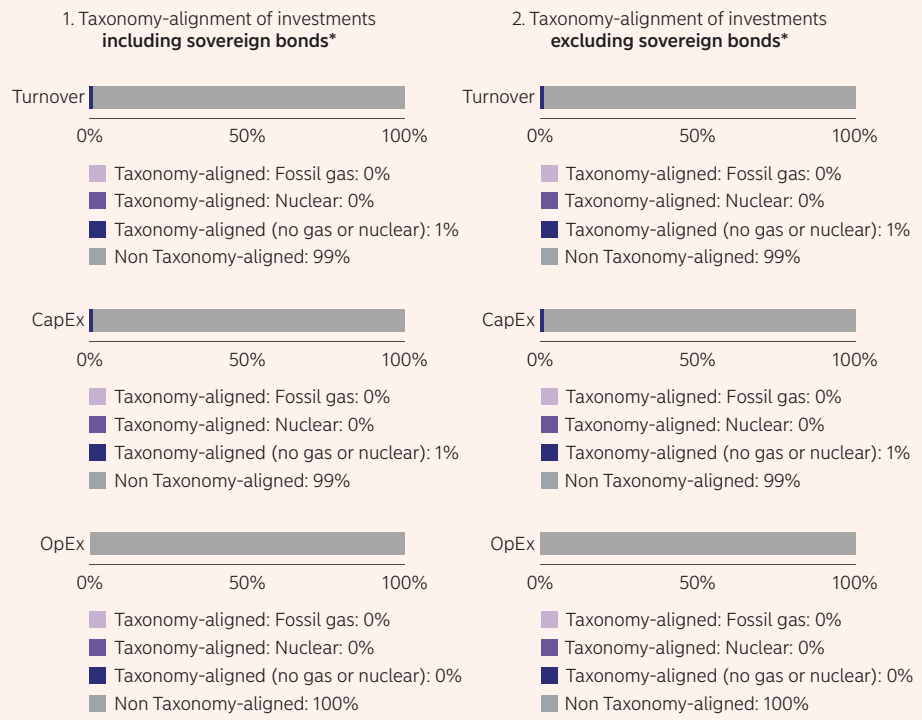 1. Taxonomy-alignment of investments
including sovereign bonds*
Turnover
0% 50% 100%
Taxonomy-aligned: Fossil gas: 0%
Taxonomy-aligned: Nuclear: 0%
Taxonomy-aligned (no gas or nuclear): 1%
Non Taxonomy-aligned: 99%
CapEx
0% 50% 100%
Taxonomy-aligned: Fossil gas: 0%
Taxonomy-aligned: Nuclear: 0%
Taxonomy-aligned (no gas or nuclear): 1%
Non Taxonomy-aligned: 99%
OpEx
0% 50% 100%
Taxonomy-aligned: Fossil gas: 0%
Taxonomy-aligned: Nuclear: 0%
Taxonomy-aligned (no gas or nuclear): 0%
Non Taxonomy-aligned: 100%
2. Taxonomy-alignment of investments
excluding sovereign bonds*
Turnover
0% 50% 100%
Taxonomy-aligned: Fossil gas: 0%
Taxonomy-aligned: Nuclear: 0%
Taxonomy-aligned (no gas or nuclear): 1%
Non Taxonomy-aligned: 99%
CapEx
0% 50% 100%
Taxonomy-aligned: Fossil gas: 0%
Taxonomy-aligned: Nuclear: 0%
Taxonomy-aligned (no gas or nuclear): 1%
Non Taxonomy-aligned: 99%
OpEx
0% 50% 100%
Taxonomy-aligned: Fossil gas: 0%
Taxonomy-aligned: Nuclear: 0%
Taxonomy-aligned (no gas or nuclear): 0%
Non Taxonomy-aligned: 100%